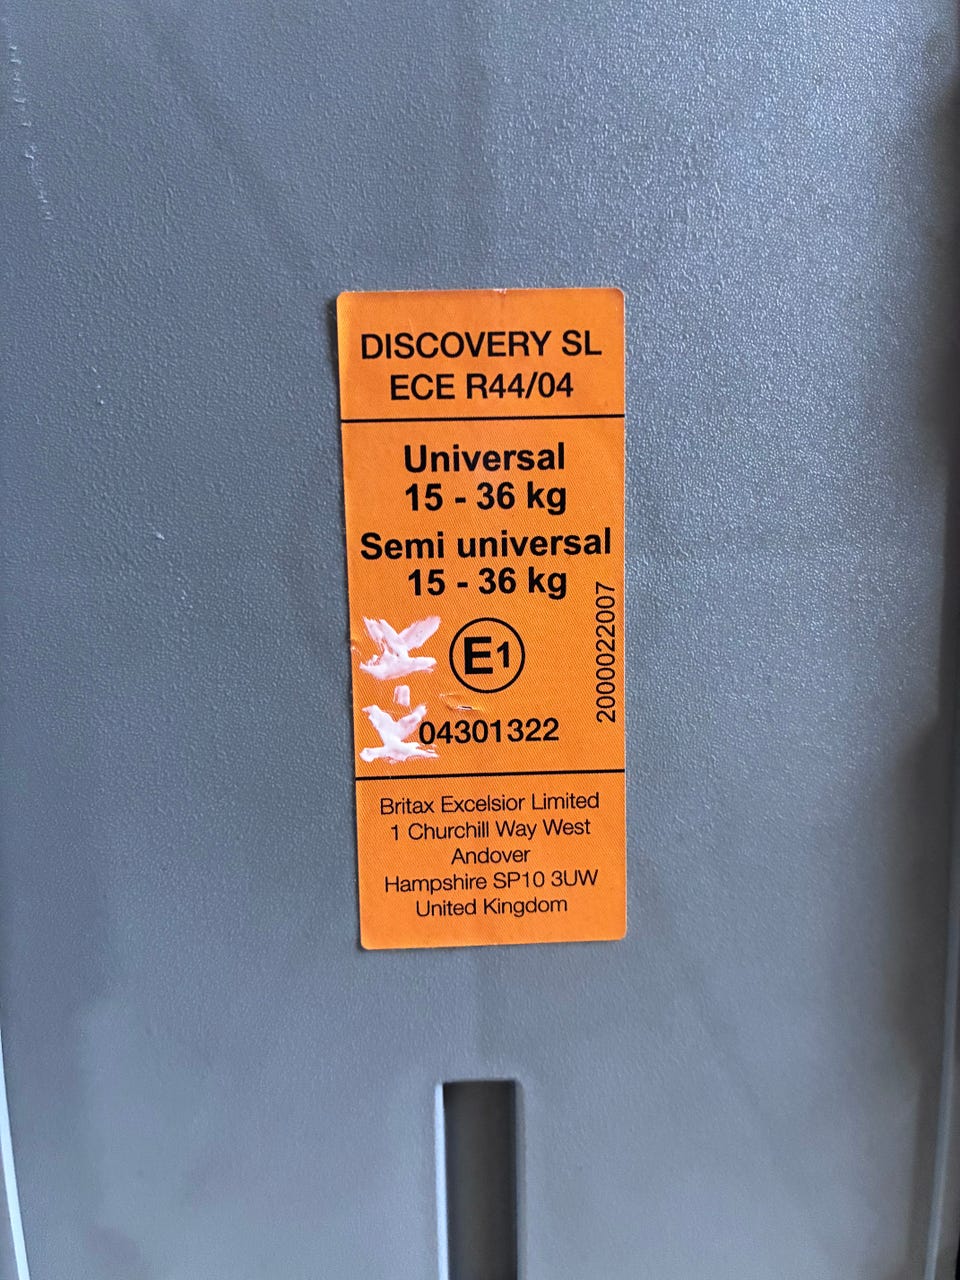 DISCOVERY SL
ECE R44/04
Universal
15 - 36 kg
Semi universal
15 - 36 kg
E1
2000022007
04301322
Britax Excelsior Limited
1 Churchill Way West
Andover
Hampshire SP10 3UW
United Kingdom